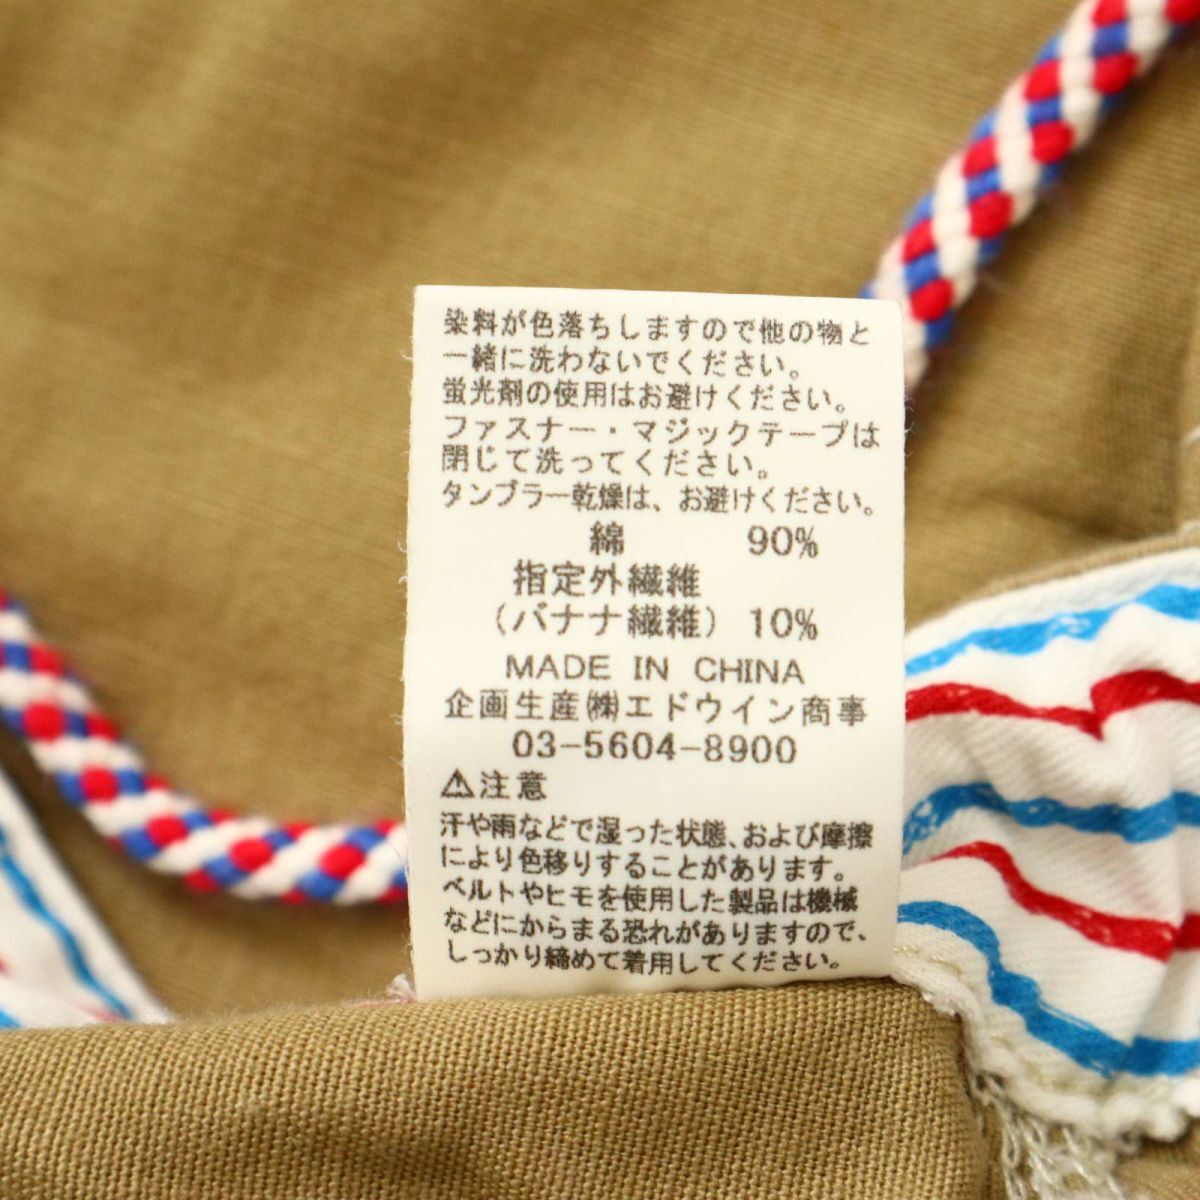 染料が色落ちしますので他の物と
一緒に洗わないでください。
蛍光剤の使用はお避けください。
ファスナー・マジックテープは
閉じて洗ってください。
タンブラー乾燥は、お避けください。
綿 90%
指定外繊維
（バナナ繊維） 10%
MADE IN CHINA
企画生産㈱エドウイン商事
03-5604-8900
⚠注意
汗や雨などで湿った状態、および摩擦
により色移りすることがあります。
ベルトやヒモを使用した製品は機械
などにからまる恐れがありますので、
しっかり締めて着用してください。